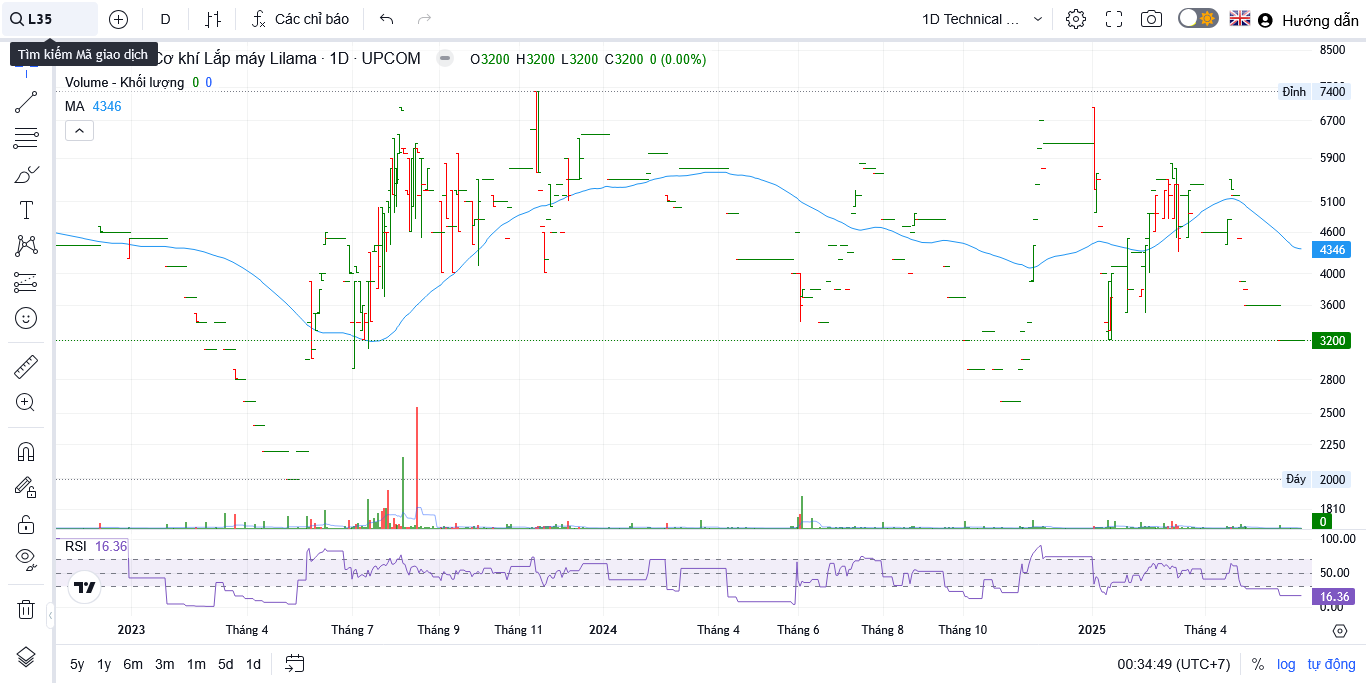 L35
D
Các chỉ báo
1D Technical ...
Hướng dẫn
Tìm kiếm Mã giao dịch
Cơ khí Lắp máy Lilama · 1D · UPCOM
O3200 H3200 L3200 C3200 0 (0.00%)
Volume - Khối lượng 0 0
MA 4346
8500
Đỉnh 7400
6700
5900
5100
4600
4346
4000
3600
3200
2800
2500
2250
Đáy 2000
1810
0
RSI 16.36
100.00
50.00
16.36
0.00
2023 Tháng 4 Tháng 7 Tháng 9 Tháng 11 2024 Tháng 4 Tháng 6 Tháng 8 Tháng 10 2025 Tháng 4
5y 1y 6m 3m 1m 5d 1d
00:34:49 (UTC+7) % log tự động